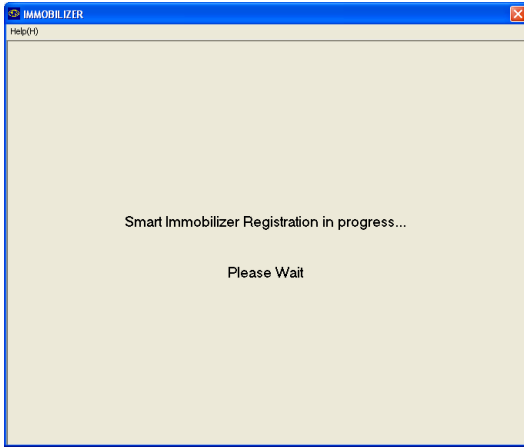 IMMOBILIZER
Help(H)
Smart Immobilizer Registration in progress...
Please Wait